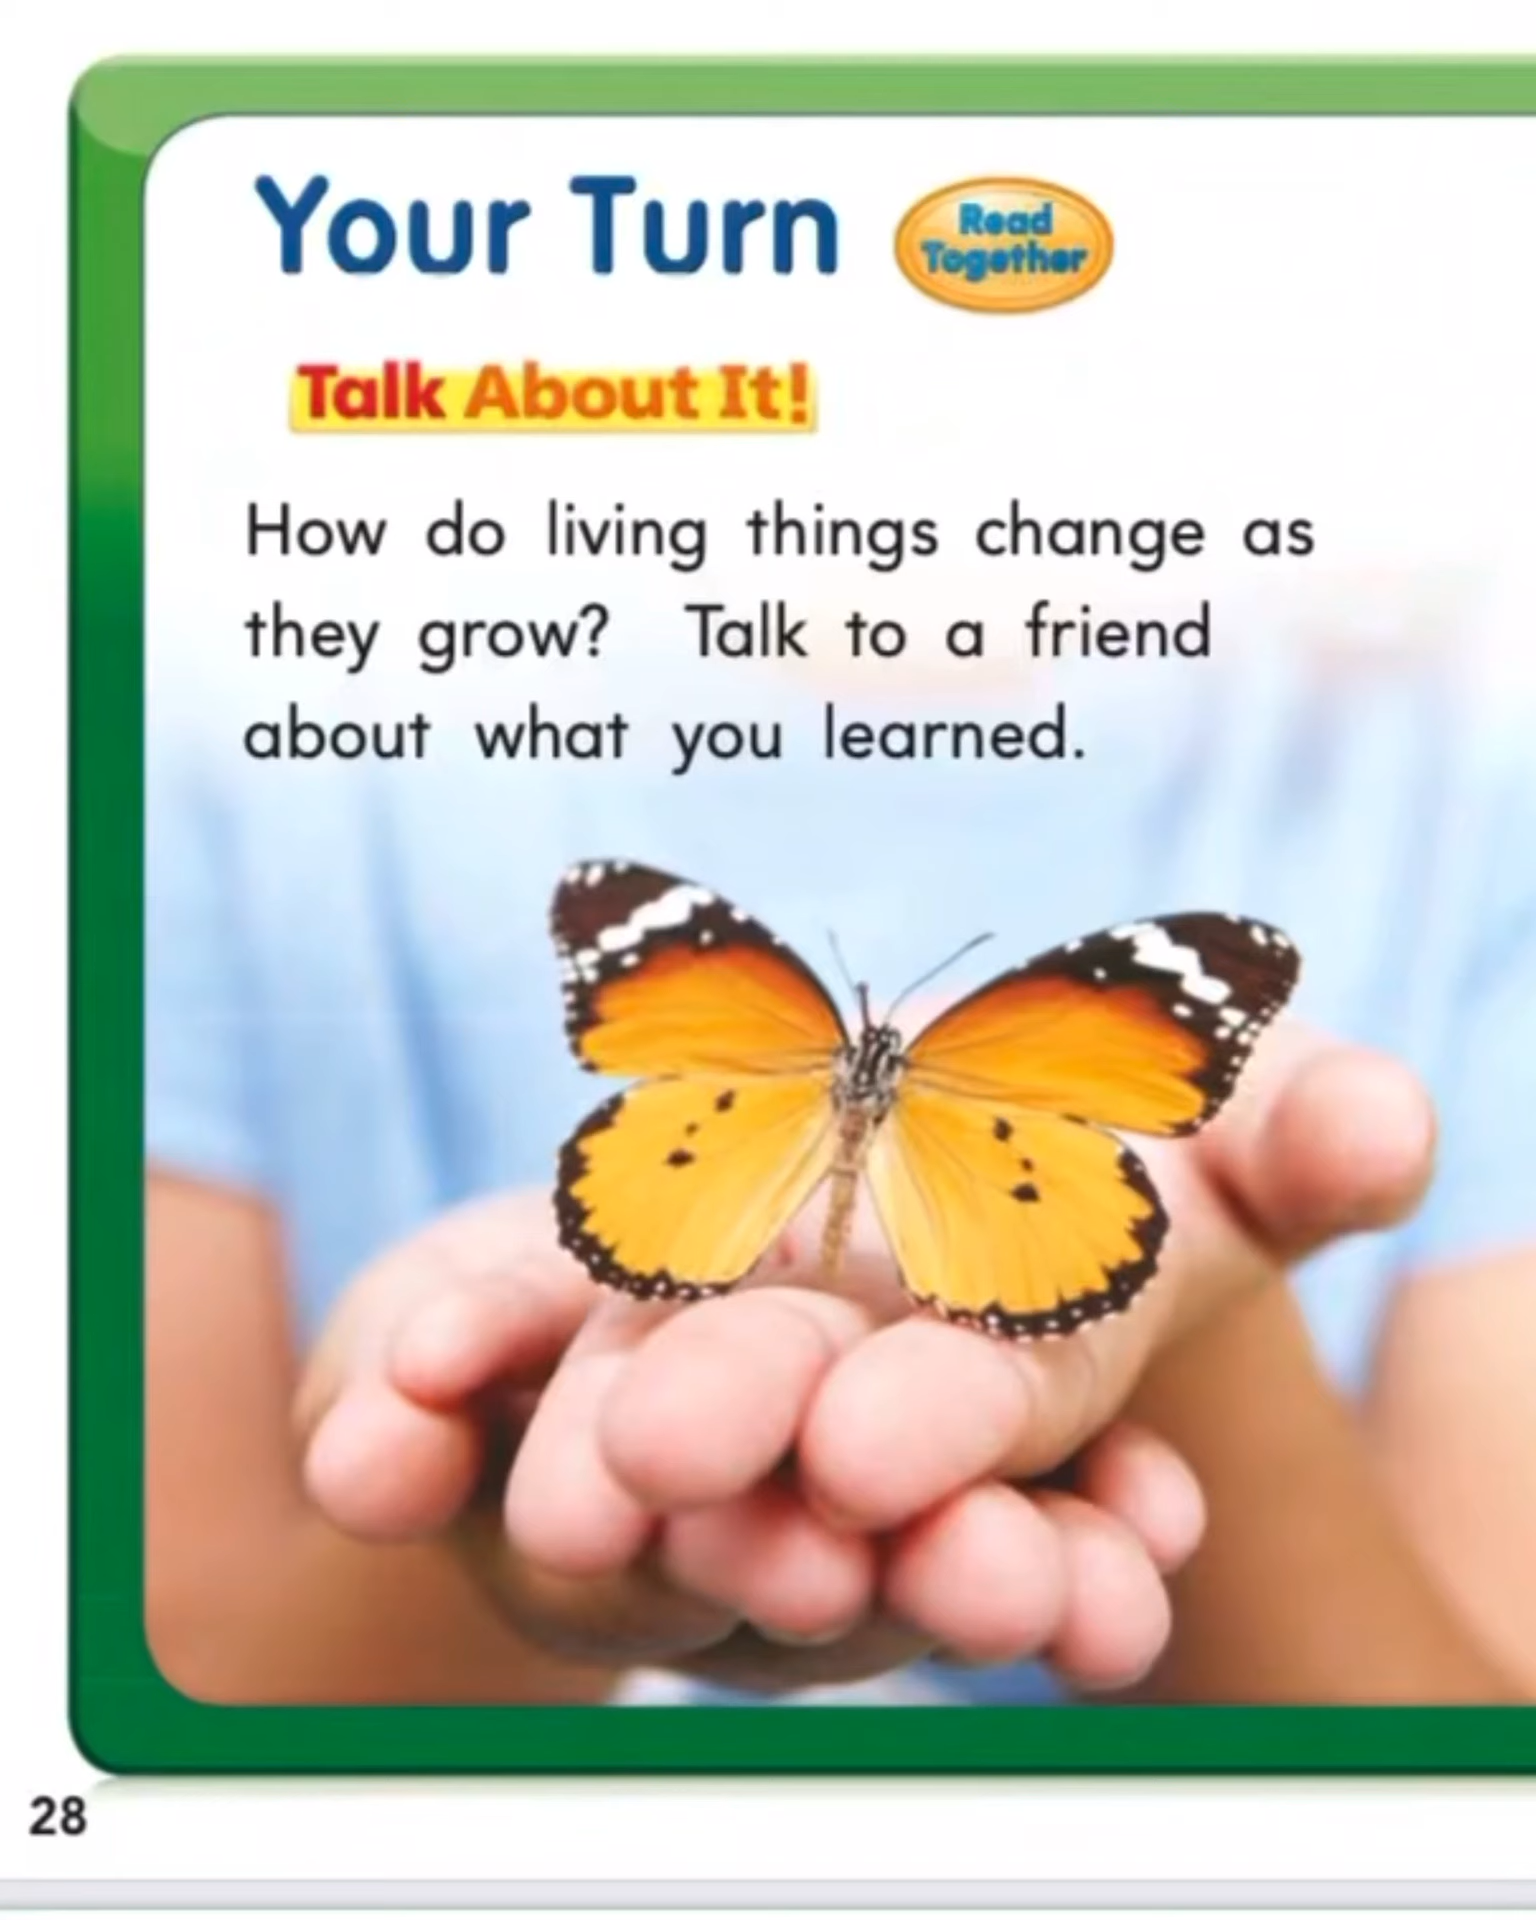 Your Turn
Read
Together
Talk About It!
How do living things change as
they grow? Talk to a friend
about what you learned.
28